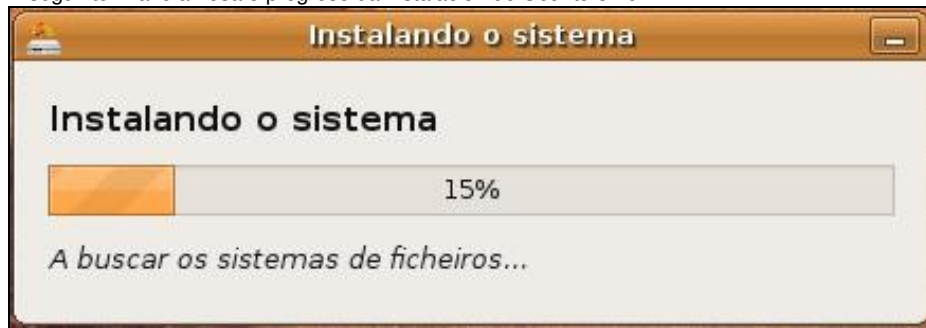 Instalando o sistema
Instalando o sistema
15%
A buscar os sistemas de ficheiros...